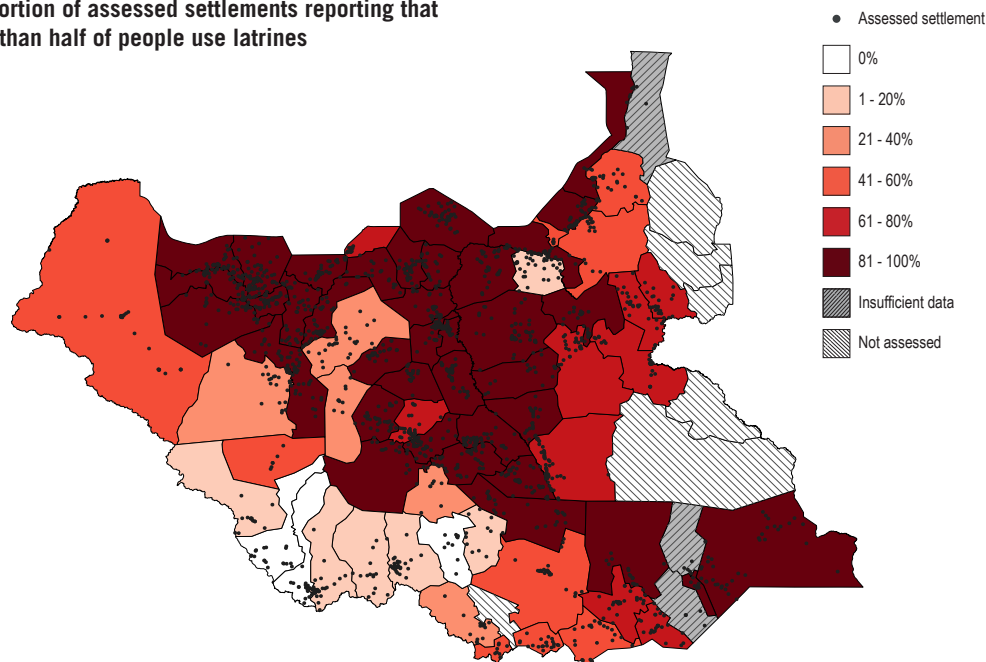 ortion of assessed settlements reporting that
than half of people use latrines
Assessed settlement
0%
1 - 20%
21 - 40%
41 - 60%
61 - 80%
81 - 100%
Insufficient data
Not assessed